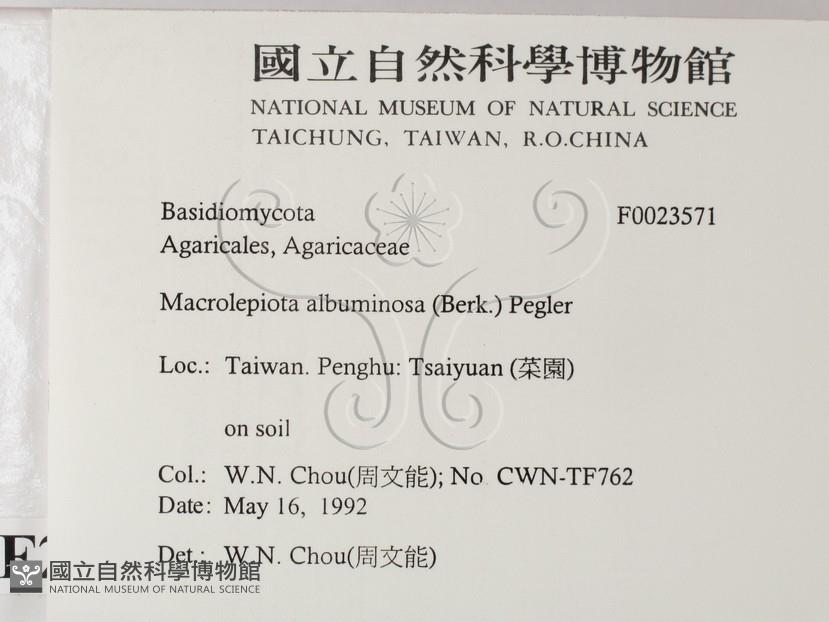 國立自然科學博物館
NATIONAL MUSEUM OF NATURAL SCIENCE
TAICHUNG, TAIWAN, R.O.CHINA
Basidiomycota F0023571
Agaricales, Agaricaceae
Macrolepiota albuminosa (Berk.) Pegler
Loc.: Taiwan. Penghu: Tsaiyuan (菜園)
on soil
Col.: W.N. Chou(周文能); No. CWN-TF762
Date: May 16, 1992
Det.: W.N. Chou(周文能)
國立自然科學博物館
NATIONAL MUSEUM OF NATURAL SCIENCE